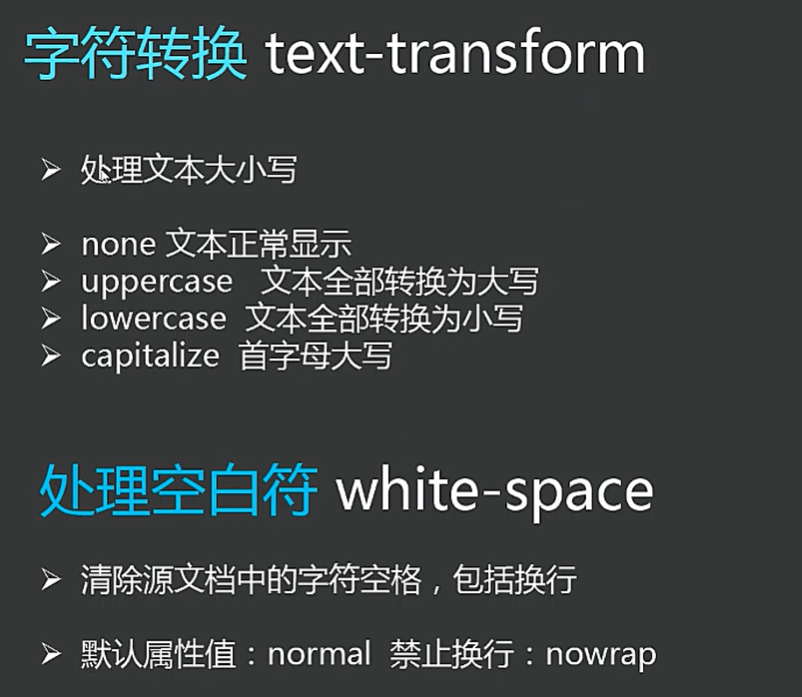 字符转换 text-transform
➢ 处理文本大小写
➢ none 文本正常显示
➢ uppercase 文本全部转换为大写
➢ lowercase 文本全部转换为小写
➢ capitalize 首字母大写
处理空白符 white-space
➢ 清除源文档中的字符空格，包括换行
➢ 默认属性值：normal 禁止换行：nowrap